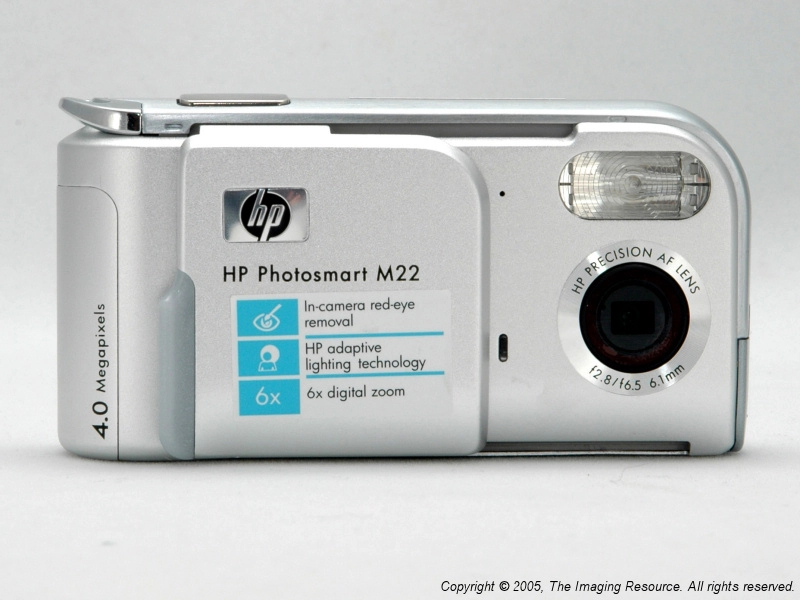 hp
HP Photosmart M22
In-camera red-eye
removal
HP adaptive
lighting technology
6x
6x digital zoom
4.0 Megapixels
HP PRECISION AF LENS
f2.8/f6.5 6.1mm
Copyright © 2005, The Imaging Resource. All rights reserved.